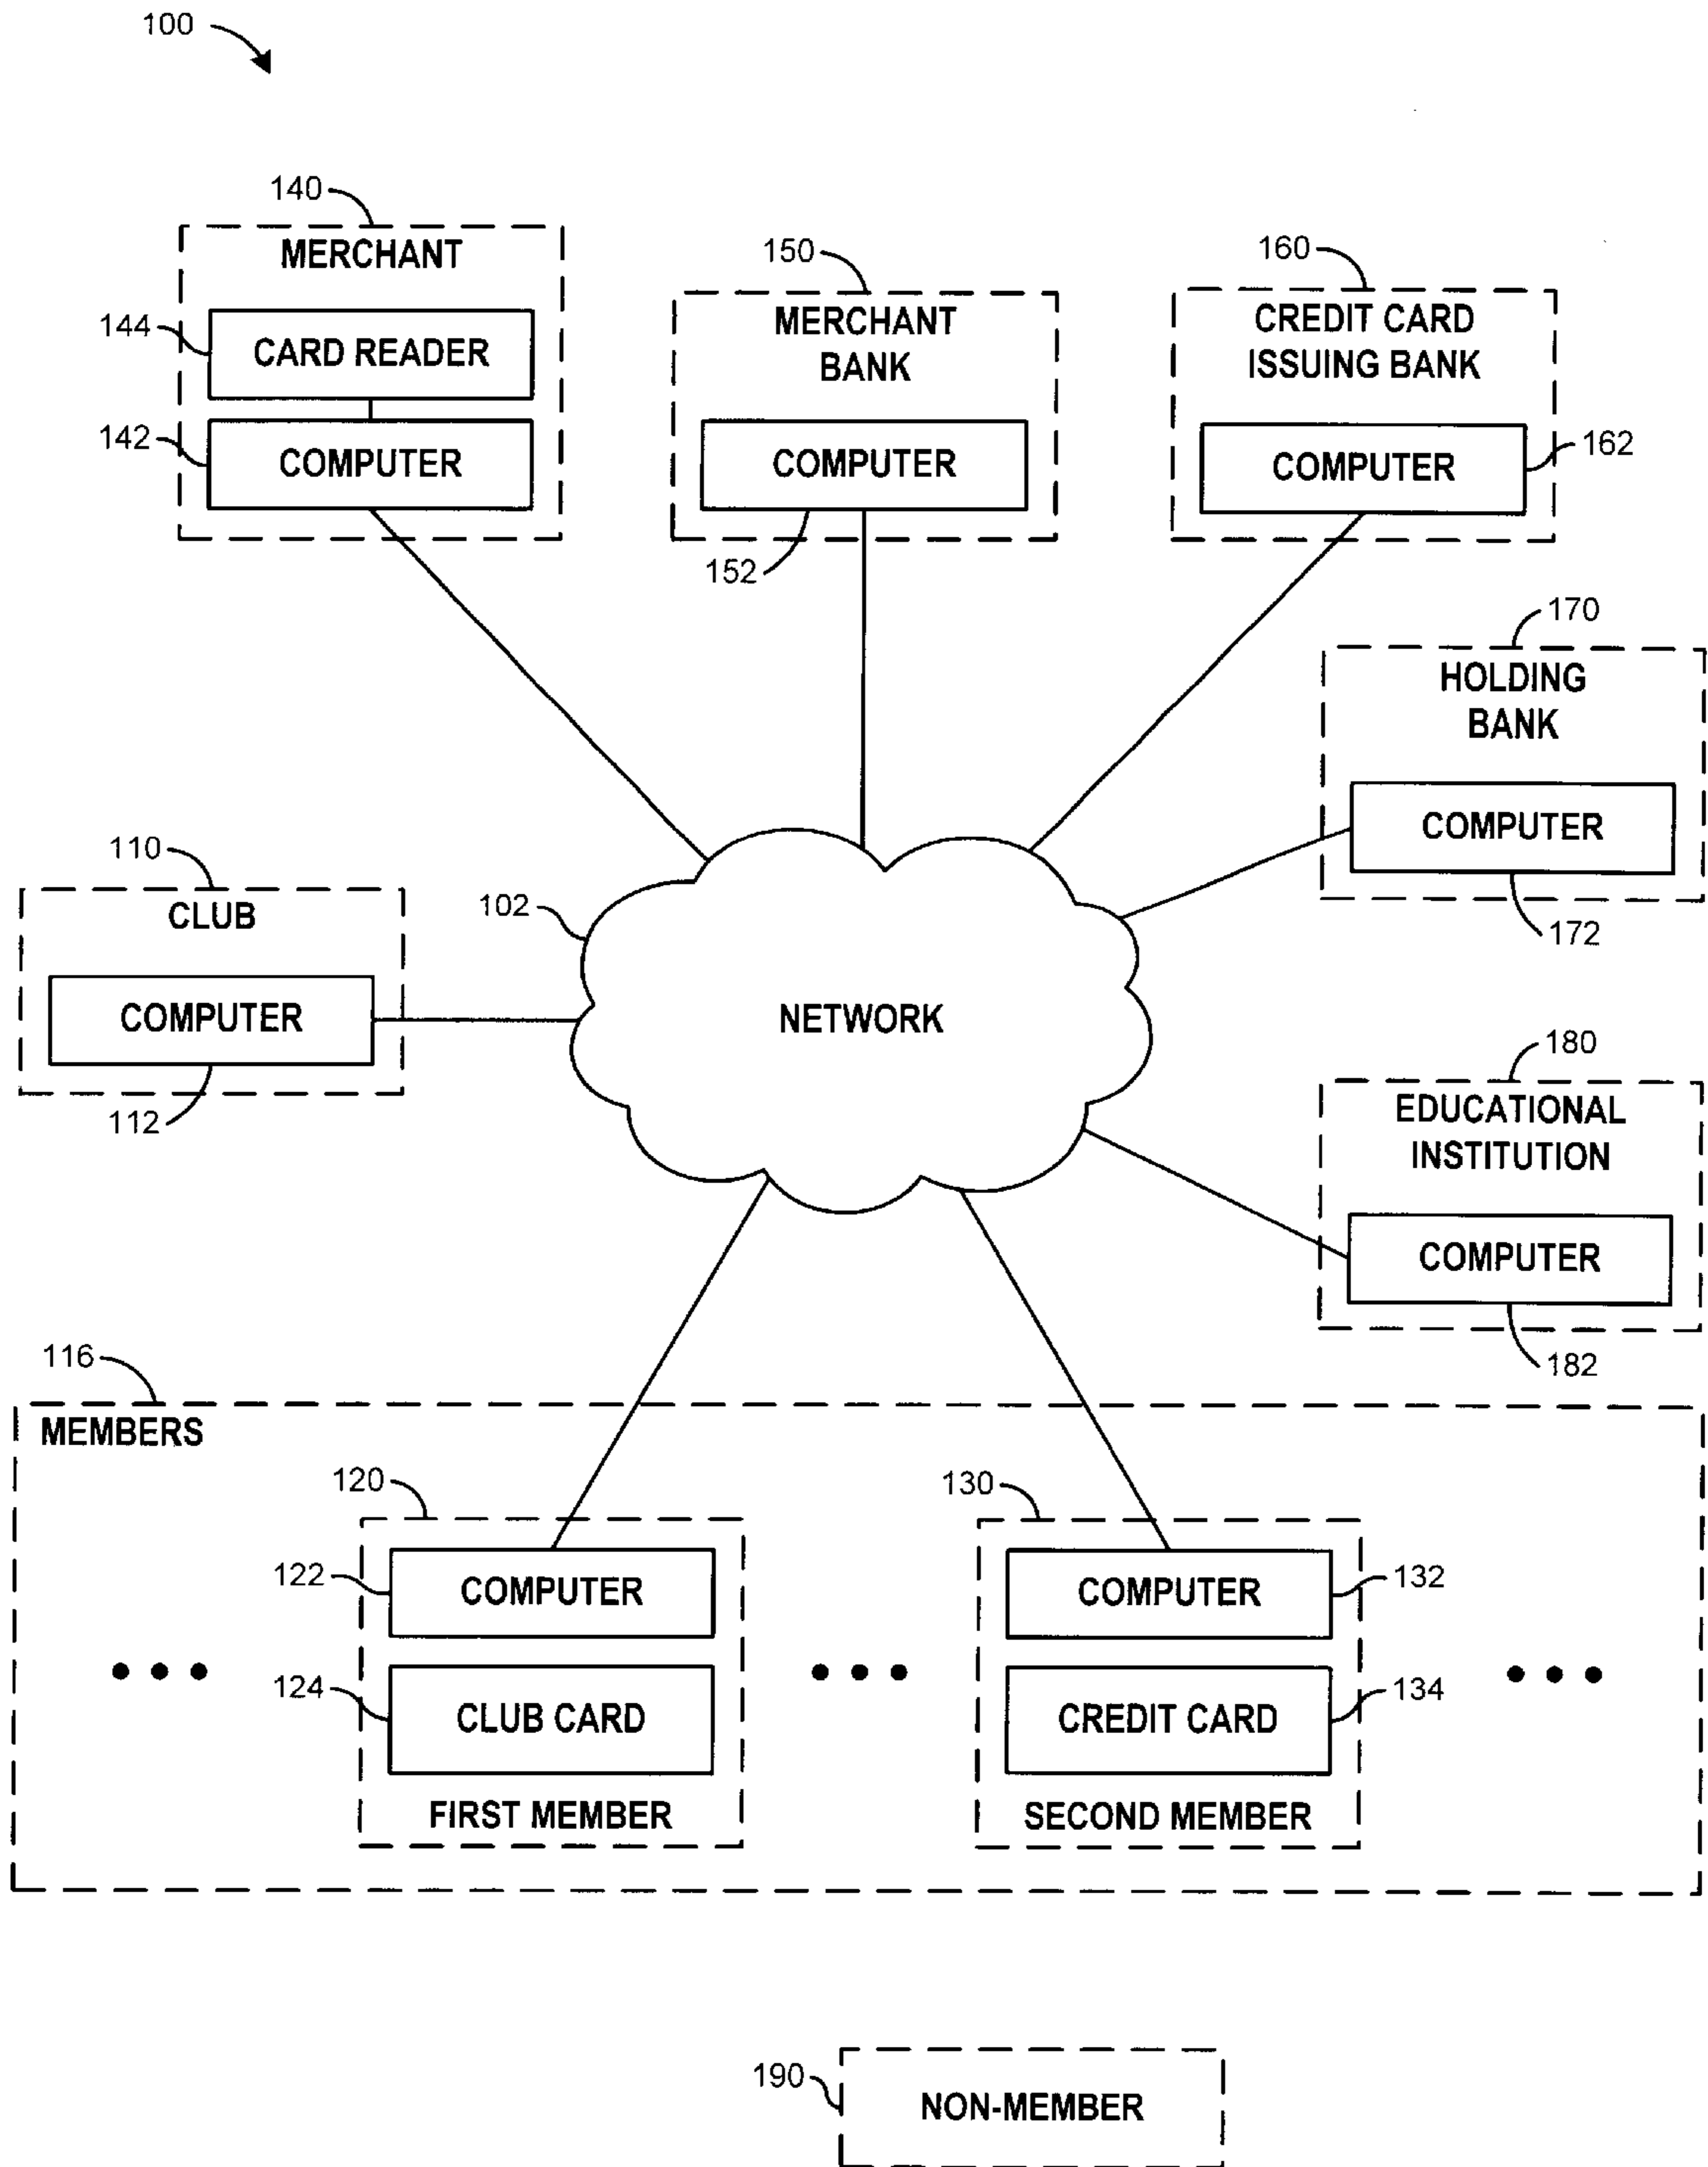 100
140
MERCHANT
144
CARD READER
142
COMPUTER
150
MERCHANT
BANK
COMPUTER
152
160
CREDIT CARD
ISSUING BANK
COMPUTER
162
170
HOLDING
BANK
COMPUTER
172
110
CLUB
COMPUTER
112
102
NETWORK
180
EDUCATIONAL
INSTITUTION
COMPUTER
182
116
MEMBERS
120
122
COMPUTER
124
CLUB CARD
FIRST MEMBER
130
COMPUTER
132
CREDIT CARD
134
SECOND MEMBER
190
NON-MEMBER